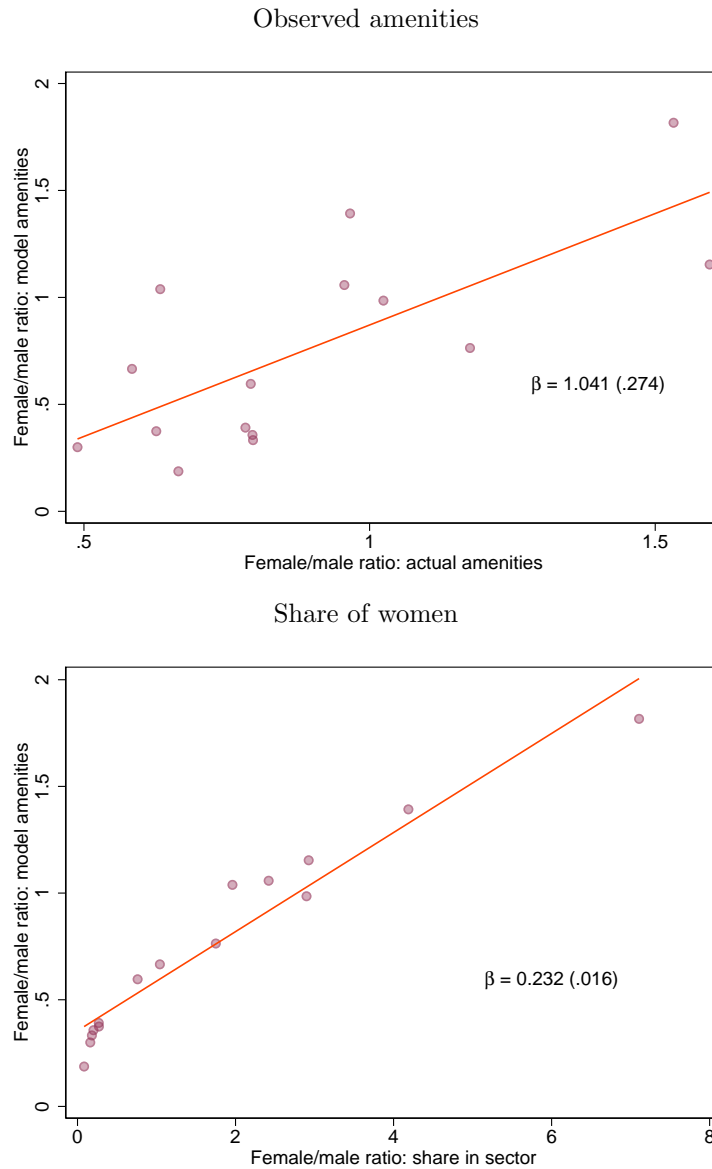 Observed amenities
Female/male ratio: model amenities
2
1.5
1
.5
0
β = 1.041 (.274)
.5 1 1.5
Female/male ratio: actual amenities
Share of women
Female/male ratio: model amenities
2
1.5
1
.5
0
β = 0.232 (.016)
0 2 4 6 8
Female/male ratio: share in sector